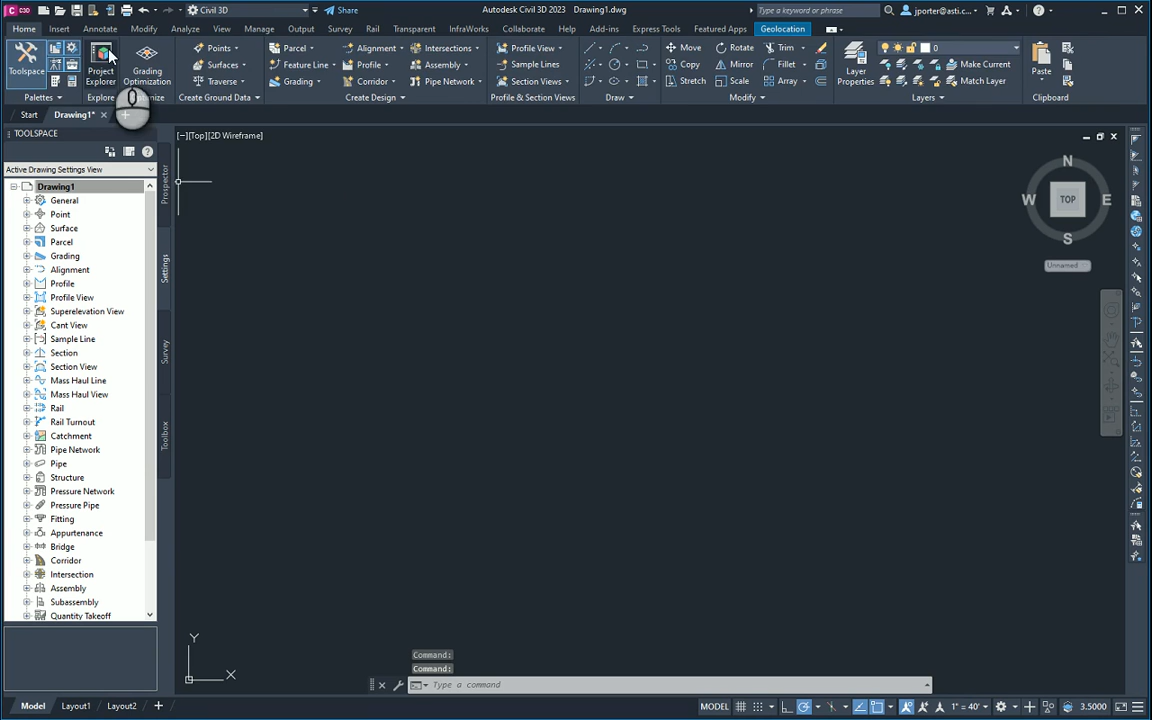 C3D
Civil 3D
Share
Autodesk Civil 3D 2023 Drawing1.dwg
Type a keyword or phrase
jporter@asti.c...
Home Insert Annotate Modify Analyze View Manage Output Survey Rail Transparent InfraWorks Collaborate Help Add-ins Express Tools Featured Apps Geolocation
Toolspace
Project
Explorer
Grading
Optimization
Points
Surfaces
Traverse
Parcel
Feature Line
Grading
Alignment
Profile
Corridor
Intersections
Assembly
Pipe Network
Profile View
Sample Lines
Section Views
Move Rotate Trim
Copy Mirror Fillet
Stretch Scale Array
Layer
Properties
0
Make Current
Match Layer
Paste
Palettes Explore Optimize Create Ground Data Create Design Profile & Section Views Draw Modify Layers Clipboard
Start Drawing1*
TOOLSPACE
Active Drawing Settings View
Drawing1
General
Point
Surface
Parcel
Grading
Alignment
Profile
Profile View
Superelevation View
Cant View
Sample Line
Section
Section View
Mass Haul Line
Mass Haul View
Rail
Rail Turnout
Catchment
Pipe Network
Pipe
Structure
Pressure Network
Pressure Pipe
Fitting
Appurtenance
Bridge
Corridor
Intersection
Assembly
Subassembly
Quantity Takeoff
Prospector
Settings
Survey
Toolbox
[−][Top][2D Wireframe]
N
W TOP E
S
Unnamed
Y
X
Command:
Command:
Type a command
Model Layout1 Layout2
MODEL
1" = 40'
3.5000